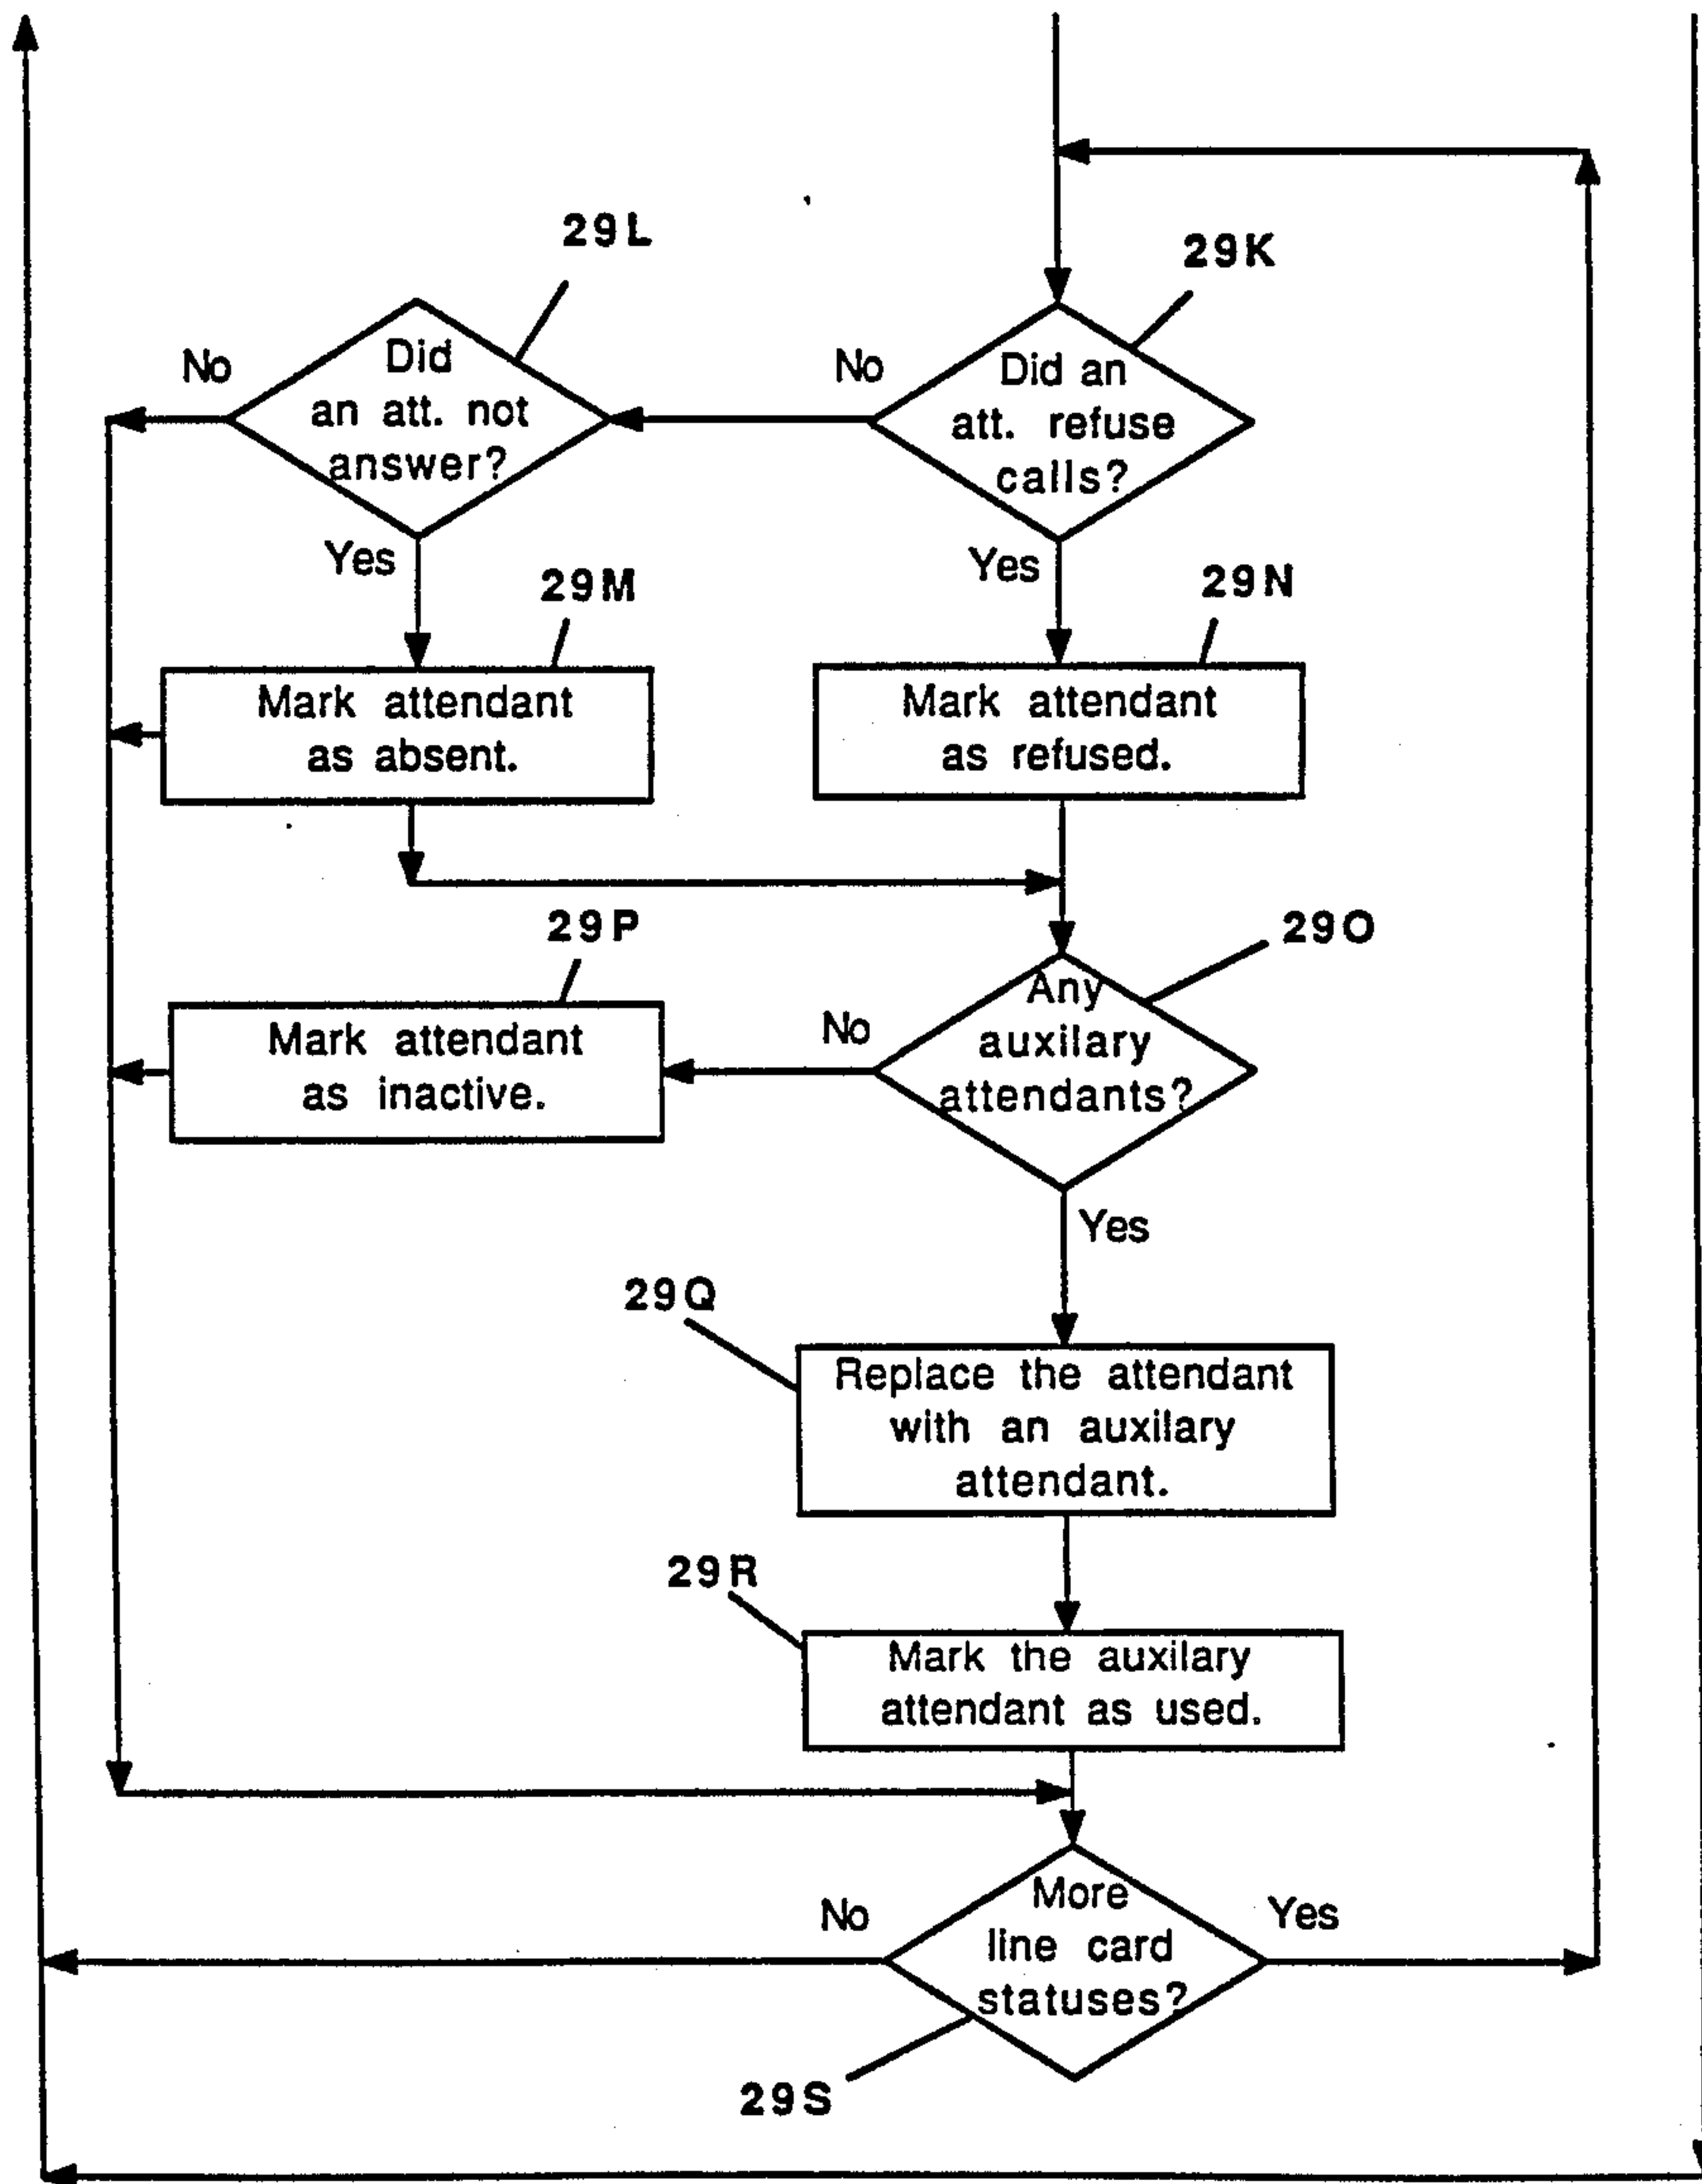 29L
29K
No
Did
an att. not
answer?
No
Did an
att. refuse
calls?
Yes
29M
Yes
29N
Mark attendant
as absent.
Mark attendant
as refused.
29P
29O
Mark attendant
as inactive.
No
Any
auxilary
attendants?
Yes
29Q
Replace the attendant
with an auxilary
attendant.
29R
Mark the auxilary
attendant as used.
No
More
line card
statuses?
Yes
29S